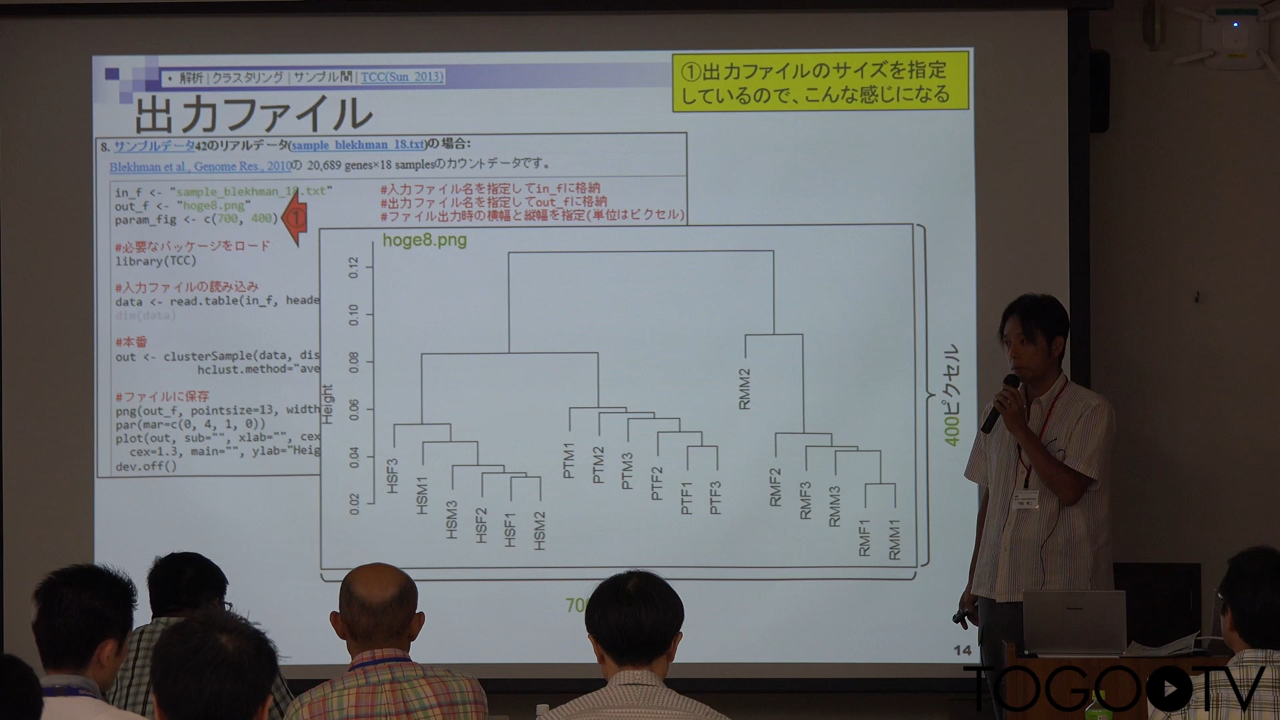 • 解析 | クラスタリング | サンプル間 | TCC(Sun_2013)
出力ファイル
①出力ファイルのサイズを指定
しているので、こんな感じになる
8. サンプルデータ42のリアルデータ(sample_blekhman_18.txt)の場合:
Blekhman et al., Genome Res., 2010の 20,689 genes×18 samplesのカウントデータです。
in_f <- "sample_blekhman_18.txt" #入力ファイル名を指定してin_fに格納
out_f <- "hoge8.png" #出力ファイル名を指定してout_fに格納
param_fig <- c(700, 400) #ファイル出力時の横幅と縦幅を指定(単位はピクセル)
①
#必要なパッケージをロード
library(TCC)
#入力ファイルの読み込み
data <- read.table(in_f, heade
dim(data)
#本番
out <- clusterSample(data, dis
hclust.method="ave
#ファイルに保存
png(out_f, pointsize=13, width
par(mar=c(0, 4, 1, 0))
plot(out, sub="", xlab="", cex
cex=1.3, main="", ylab="Heig
dev.off()
hoge8.png
Height
0.12
0.10
0.08
0.06
0.04
0.02
HSF3
HSM1
HSM3
HSF2
HSF1
HSM2
PTM1
PTM2
PTM3
PTF2
PTF1
PTF3
RMM2
RMF2
RMF3
RMM3
RMF1
RMM1
400ピクセル
70
14
TOGOTV